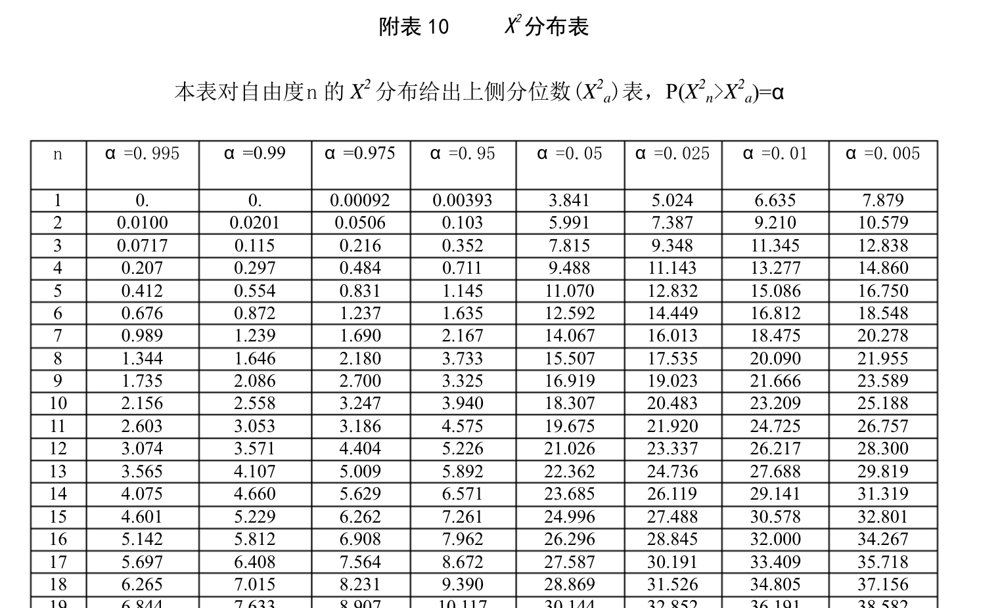 附表 10 X²分布表
本表对自由度n 的 X² 分布给出上侧分位数(X²ₐ)表，P(X²ₙ>X²ₐ)=α
n α =0.995 α =0.99 α =0.975 α =0.95 α =0.05 α =0.025 α =0.01 α =0.005
1 0. 0. 0.00092 0.00393 3.841 5.024 6.635 7.879
2 0.0100 0.0201 0.0506 0.103 5.991 7.387 9.210 10.579
3 0.0717 0.115 0.216 0.352 7.815 9.348 11.345 12.838
4 0.207 0.297 0.484 0.711 9.488 11.143 13.277 14.860
5 0.412 0.554 0.831 1.145 11.070 12.832 15.086 16.750
6 0.676 0.872 1.237 1.635 12.592 14.449 16.812 18.548
7 0.989 1.239 1.690 2.167 14.067 16.013 18.475 20.278
8 1.344 1.646 2.180 3.733 15.507 17.535 20.090 21.955
9 1.735 2.086 2.700 3.325 16.919 19.023 21.666 23.589
10 2.156 2.558 3.247 3.940 18.307 20.483 23.209 25.188
11 2.603 3.053 3.186 4.575 19.675 21.920 24.725 26.757
12 3.074 3.571 4.404 5.226 21.026 23.337 26.217 28.300
13 3.565 4.107 5.009 5.892 22.362 24.736 27.688 29.819
14 4.075 4.660 5.629 6.571 23.685 26.119 29.141 31.319
15 4.601 5.229 6.262 7.261 24.996 27.488 30.578 32.801
16 5.142 5.812 6.908 7.962 26.296 28.845 32.000 34.267
17 5.697 6.408 7.564 8.672 27.587 30.191 33.409 35.718
18 6.265 7.015 8.231 9.390 28.869 31.526 34.805 37.156
19 6.844 7.633 8.907 10.117 30.144 32.852 36.191 38.582